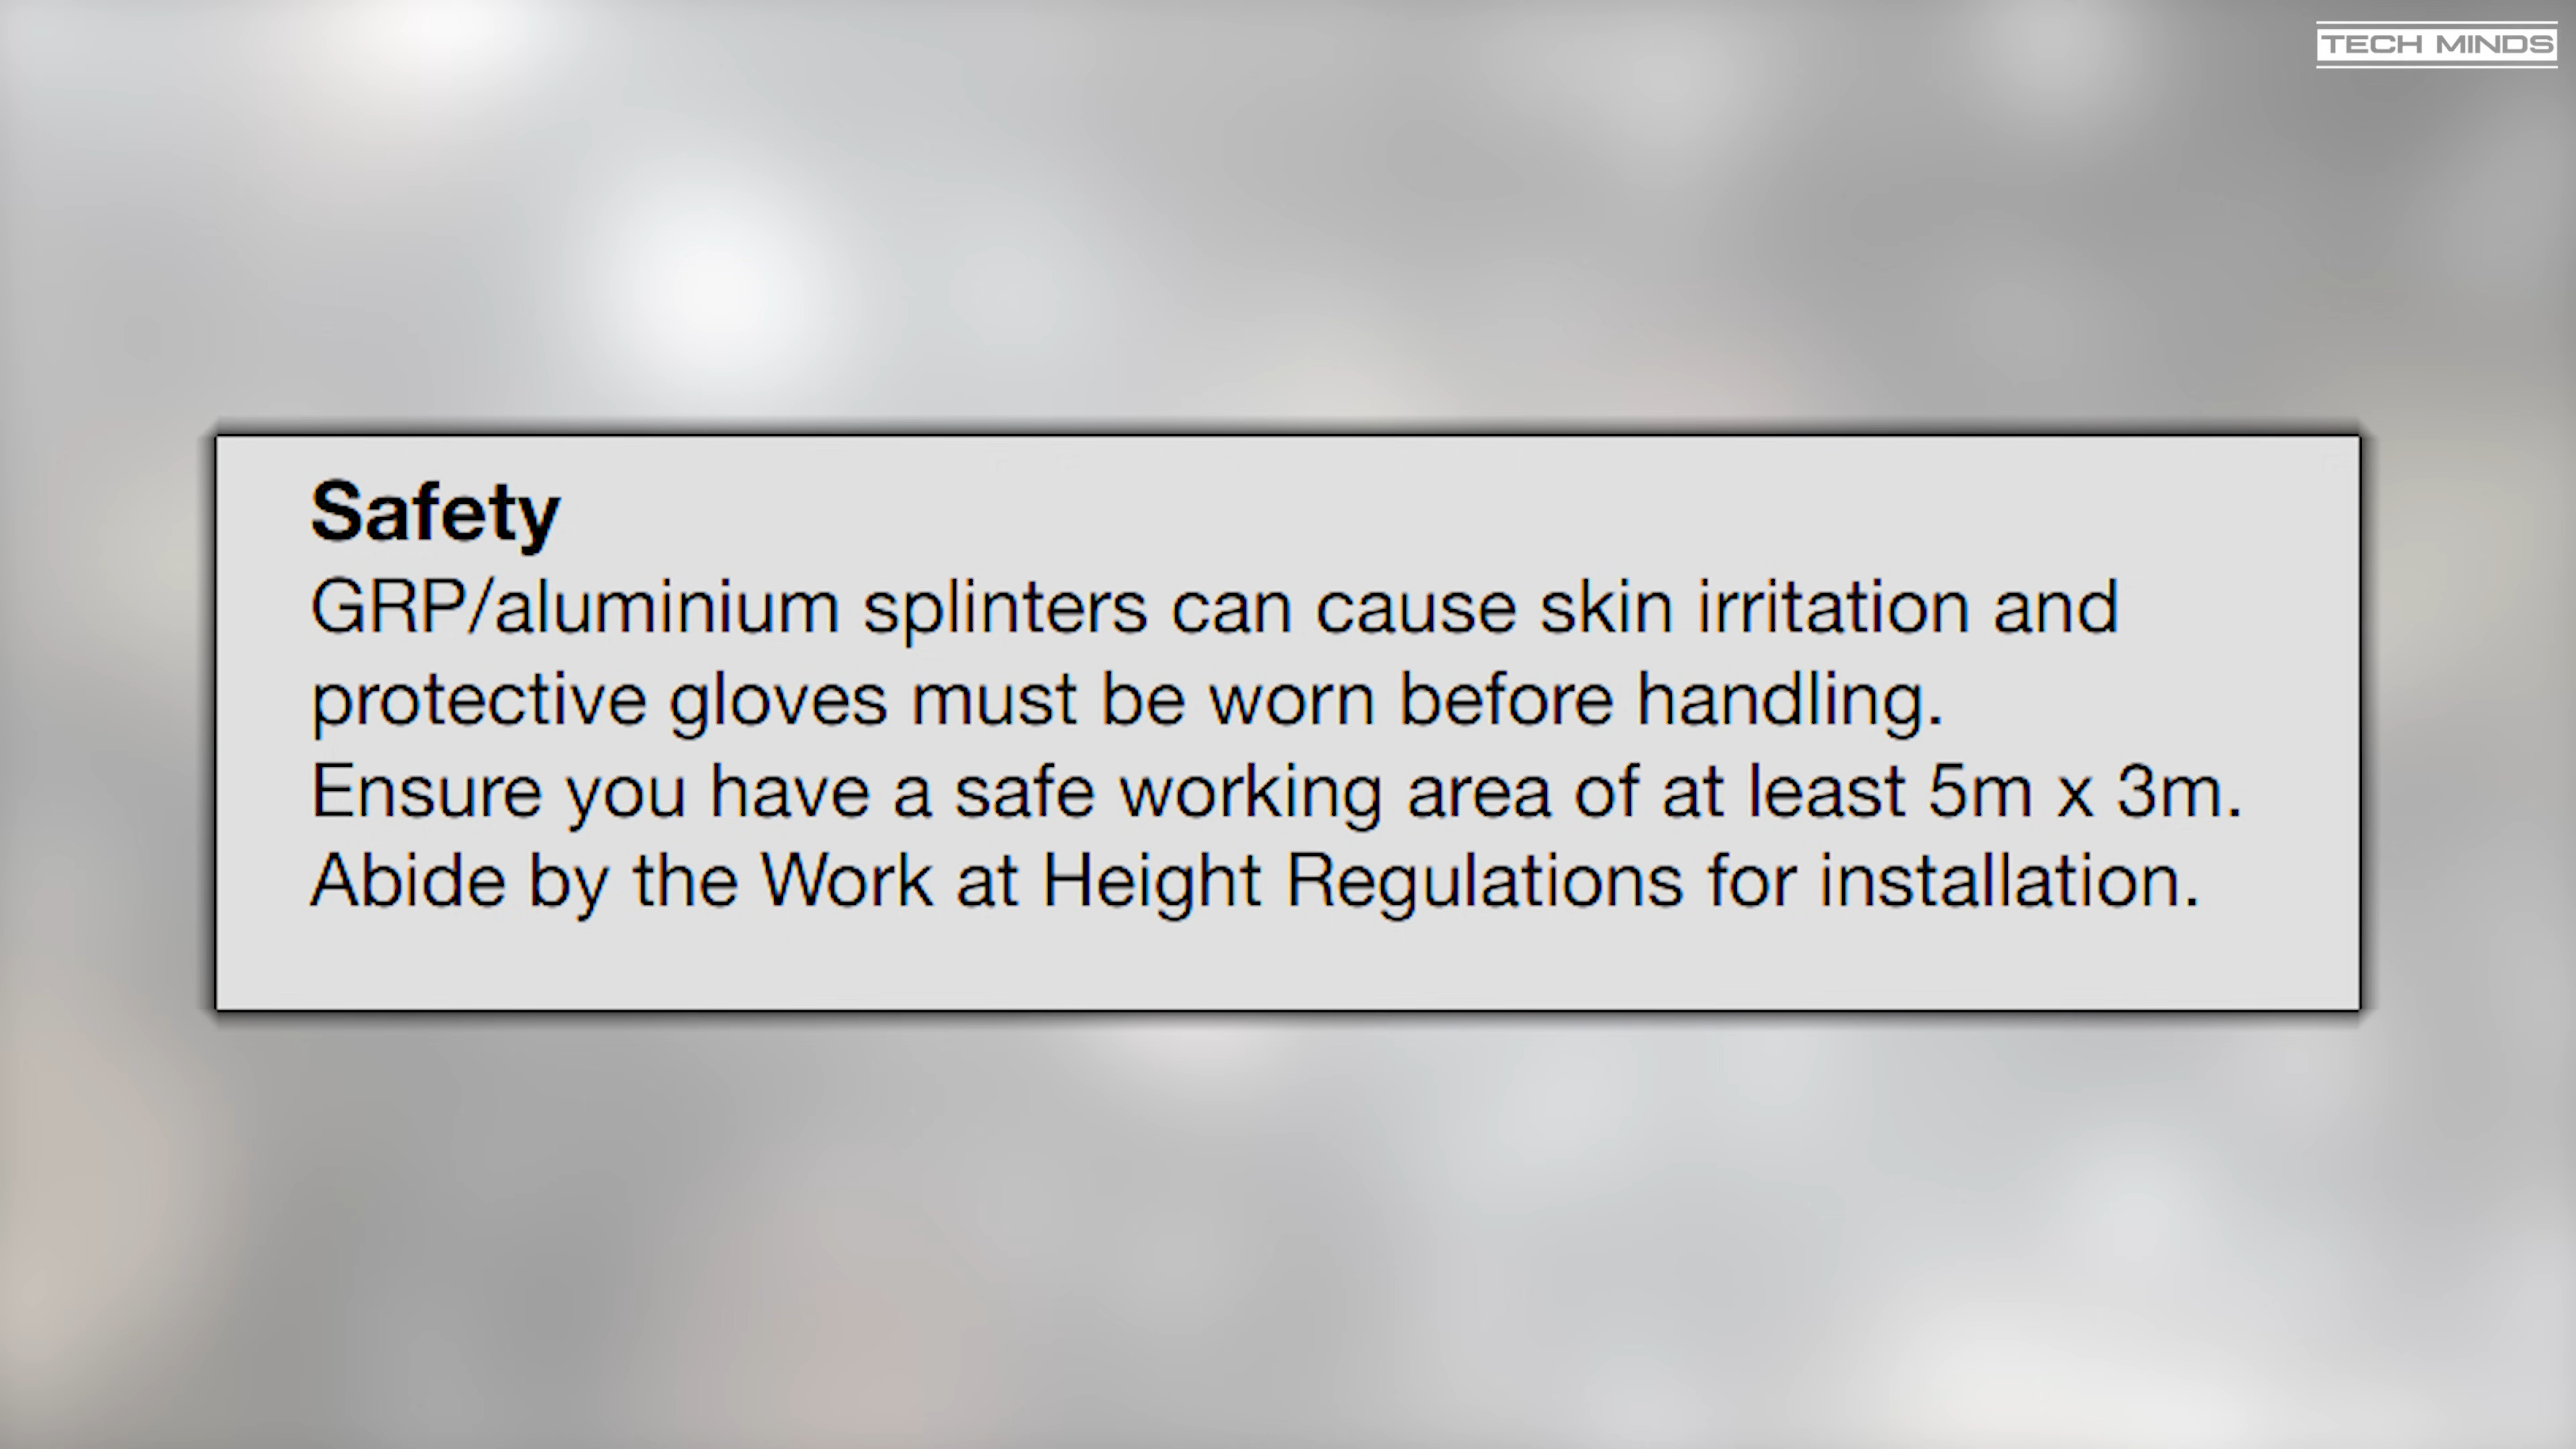 TECH MINDS
Safety
GRP/aluminium splinters can cause skin irritation and
protective gloves must be worn before handling.
Ensure you have a safe working area of at least 5m x 3m.
Abide by the Work at Height Regulations for installation.